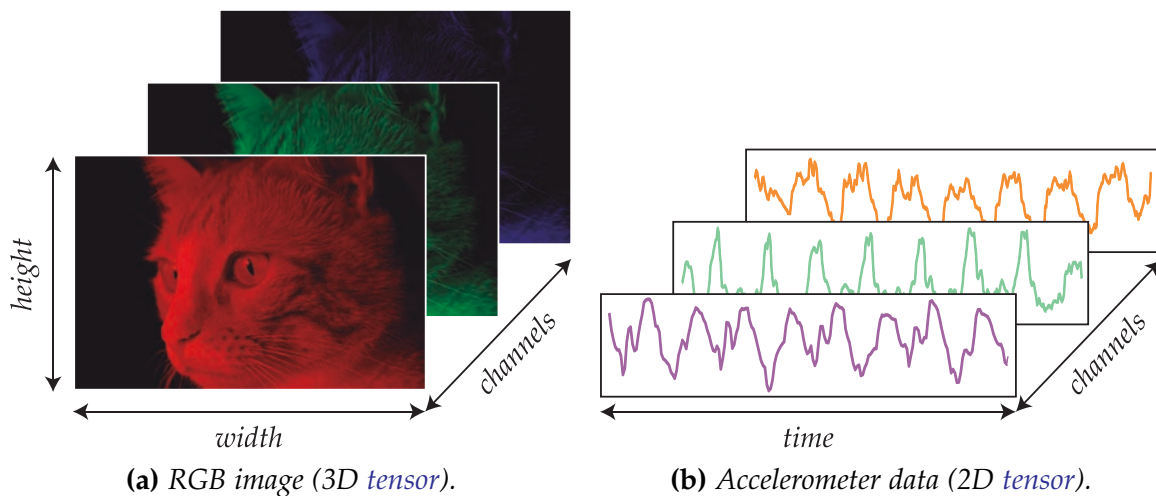 height
width
channels
(a) RGB image (3D tensor).
time
channels
(b) Accelerometer data (2D tensor).